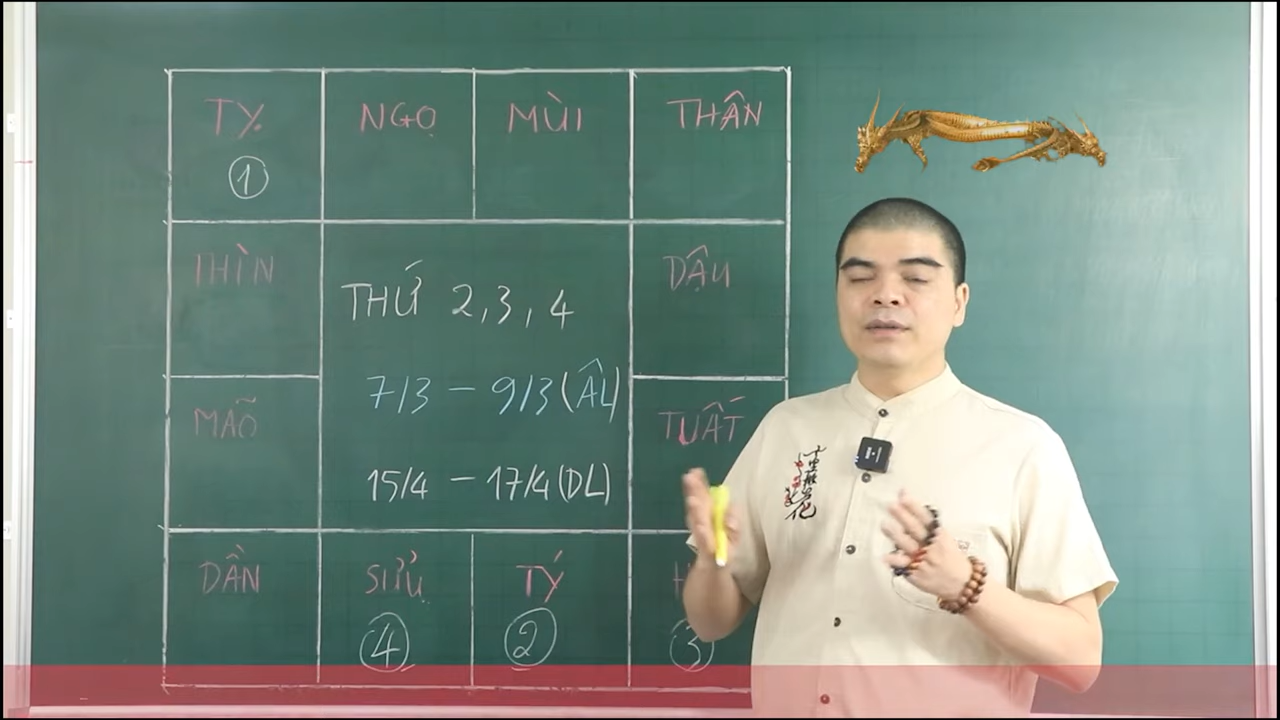 TỴ
NGỌ
MÙI
THÂN
①
THÌN
DẬU
THỨ 2, 3, 4
7/3 - 9/3 (ÂL)
MÃO
TUẤT
15/4 - 17/4 (DL)
DẦN
SỬU
TÝ
H
④
②
③